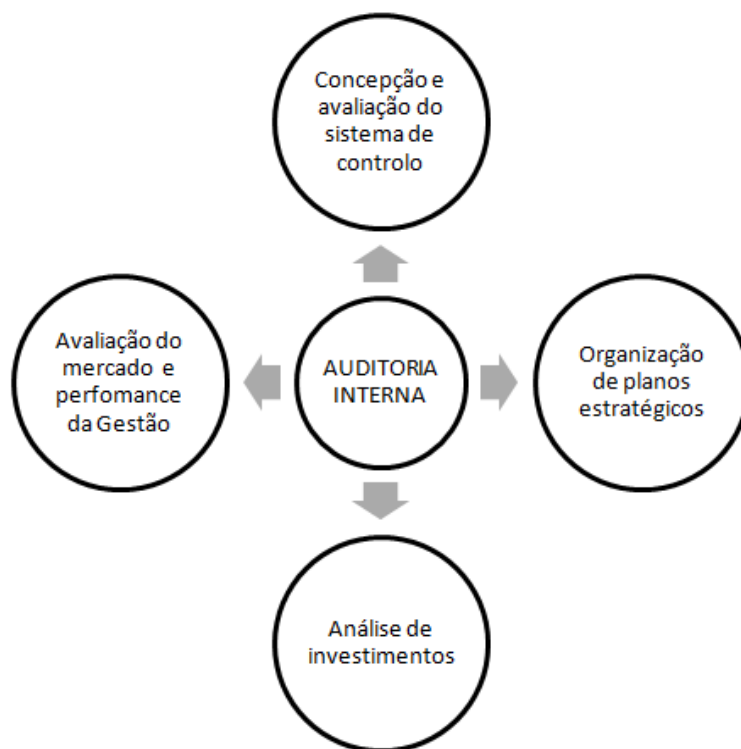 Concepção e
avaliação do
sistema de
controlo
Avaliação do
mercado e
perfomance
da Gestão
AUDITORIA
INTERNA
Organização
de planos
estratégicos
Análise de
investimentos